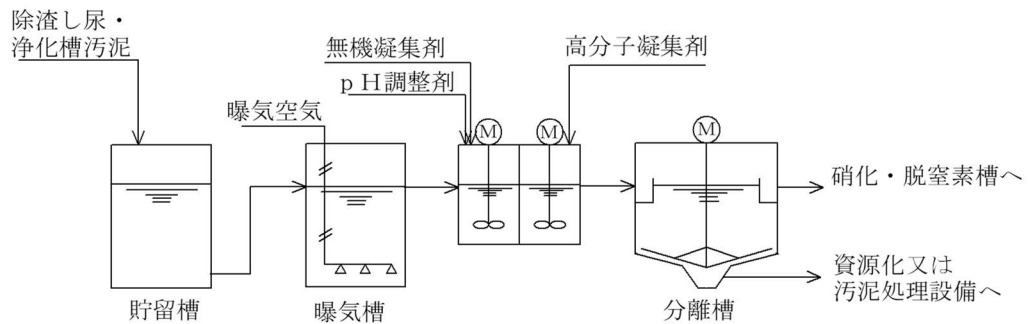 除渣し尿・
浄化槽汚泥
無機凝集剤
ｐＨ調整剤
高分子凝集剤
曝気空気
M
M
M
硝化・脱窒素槽へ
資源化又は
汚泥処理設備へ
貯留槽
曝気槽
分離槽